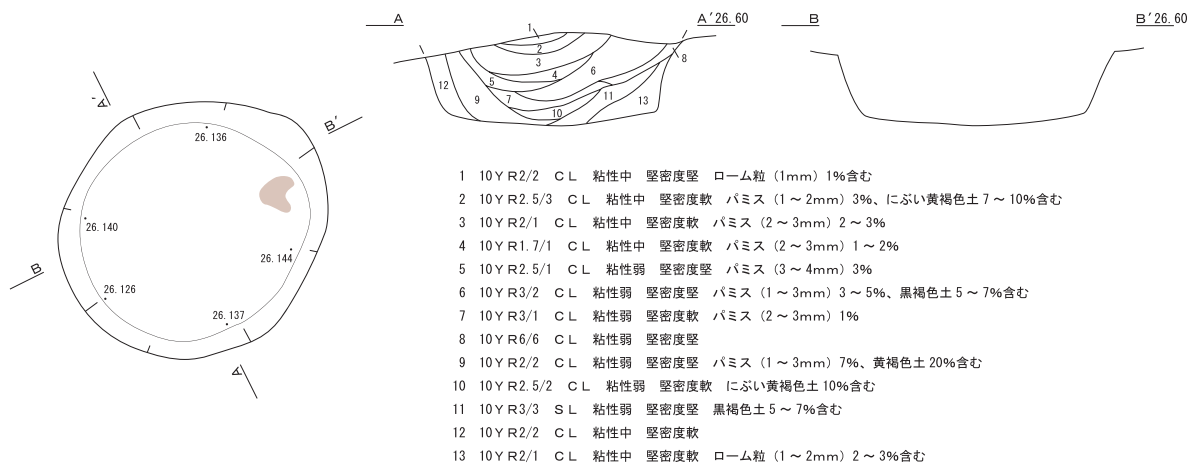 A
A′26.60
B
B′26.60
1
2
3
4
5
6
7
8
9
10
11
12
13
A′
B′
26.136
26.140
26.144
26.126
26.137
B
A
1 10ＹＲ2/2 ＣＬ 粘性中 堅密度堅 ローム粒（1mm）1%含む
2 10ＹＲ2.5/3 ＣＬ 粘性中 堅密度軟 パミス（1～2mm）3%、にぶい黄褐色土7～10%含む
3 10ＹＲ2/1 ＣＬ 粘性中 堅密度軟 パミス（2～3mm）2～3%
4 10ＹＲ1.7/1 ＣＬ 粘性中 堅密度軟 パミス（2～3mm）1～2%
5 10ＹＲ2.5/1 ＣＬ 粘性弱 堅密度堅 パミス（3～4mm）3%
6 10ＹＲ3/2 ＣＬ 粘性弱 堅密度堅 パミス（1～3mm）3～5%、黒褐色土5～7%含む
7 10ＹＲ3/1 ＣＬ 粘性弱 堅密度軟 パミス（2～3mm）1%
8 10ＹＲ6/6 ＣＬ 粘性弱 堅密度堅
9 10ＹＲ2/2 ＣＬ 粘性弱 堅密度堅 パミス（1～3mm）7%、黄褐色土20%含む
10 10ＹＲ2.5/2 ＣＬ 粘性弱 堅密度軟 にぶい黄褐色土10%含む
11 10ＹＲ3/3 ＳＬ 粘性弱 堅密度堅 黒褐色土5～7%含む
12 10ＹＲ2/2 ＣＬ 粘性中 堅密度軟
13 10ＹＲ2/1 ＣＬ 粘性中 堅密度軟 ローム粒（1～2mm）2～3%含む